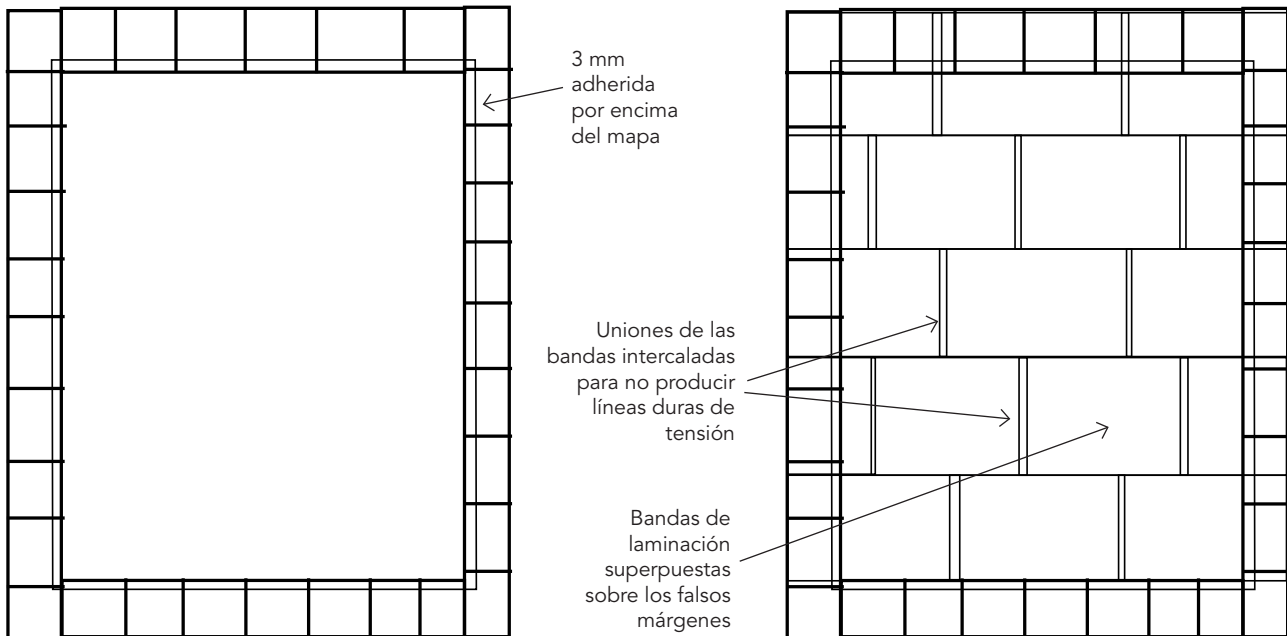 3 mm
adherida
por encima
del mapa
Uniones de las
bandas intercaladas
para no producir
líneas duras de
tensión
Bandas de
laminación
superpuestas
sobre los falsos
márgenes